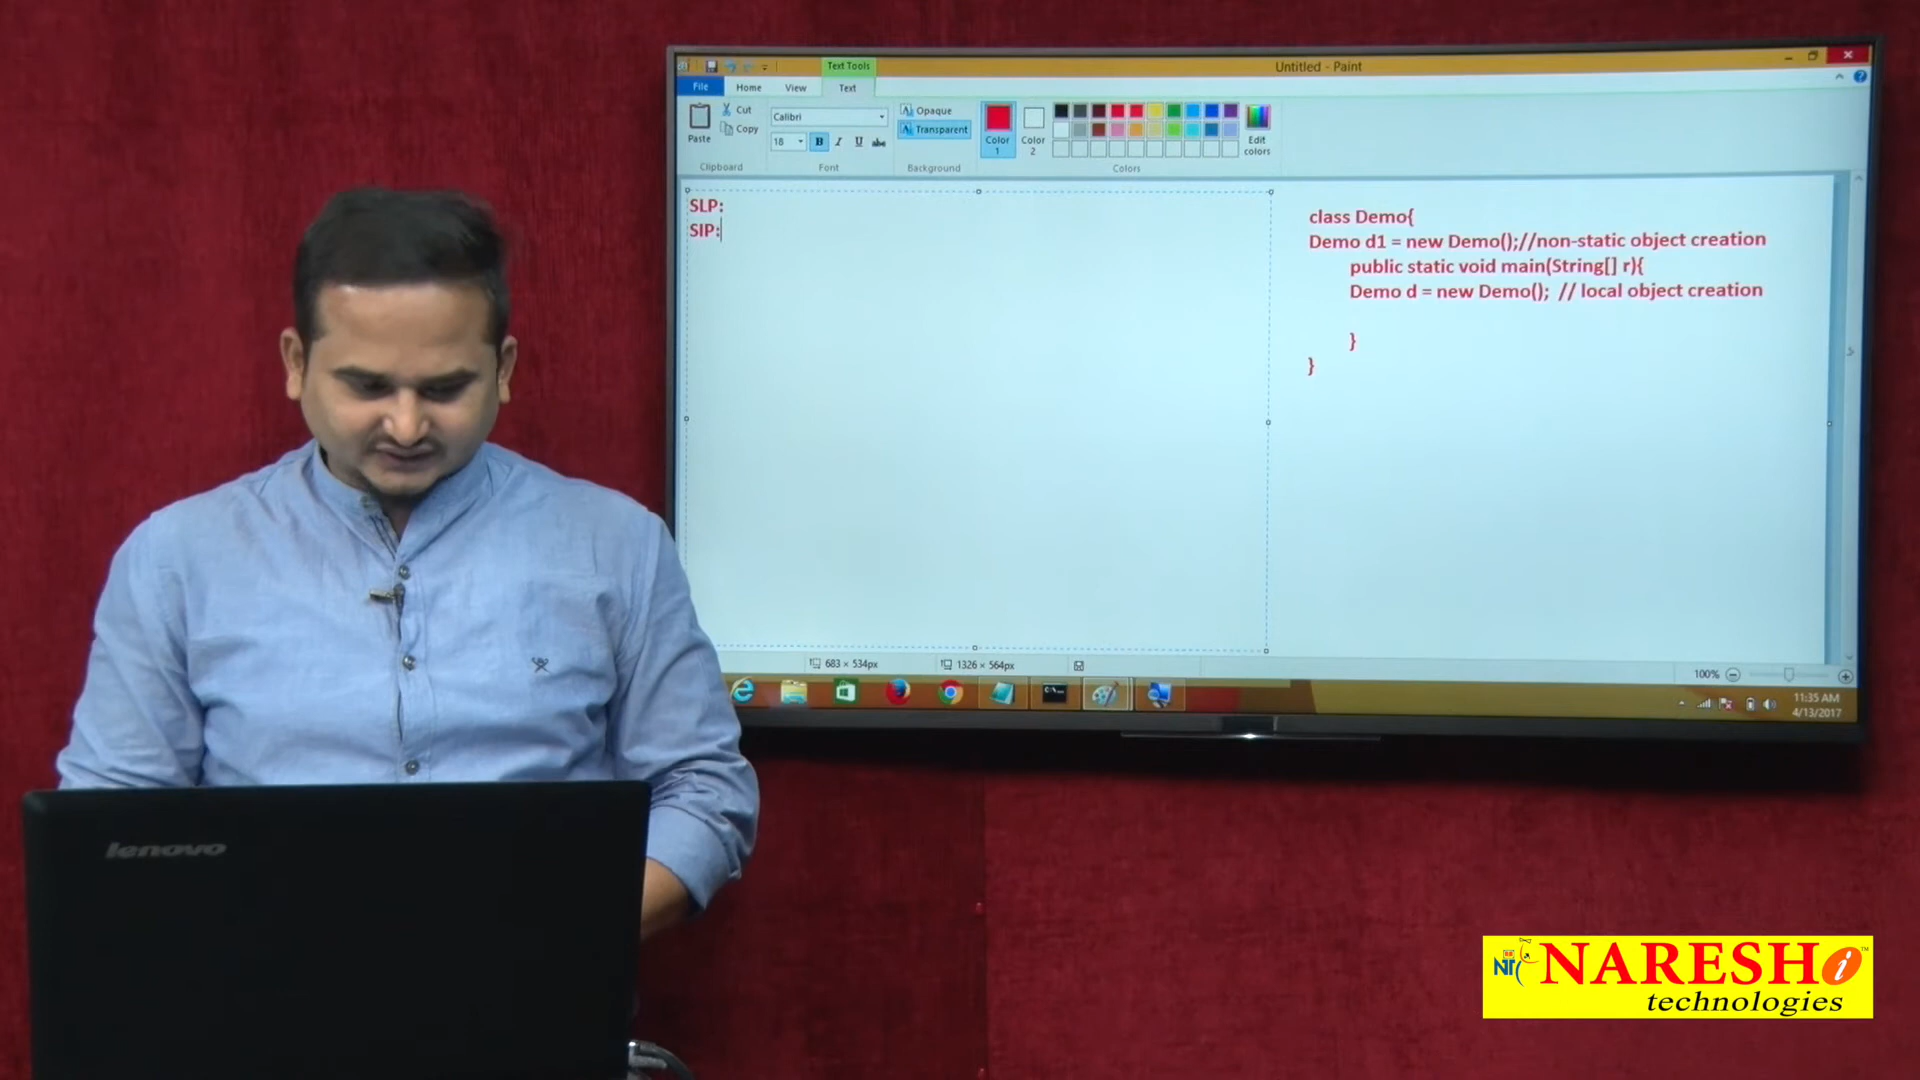 Text Tools
Untitled - Paint
File Home View Text
Paste
Cut
Copy
Clipboard
Calibri
18 B I U abc
Font
Opaque
Transparent
Background
Color 1
Color 2
Edit colors
Colors
SLP:
SIP:
class Demo{
Demo d1 = new Demo();//non-static object creation
public static void main(String[] r){
Demo d = new Demo(); // local object creation
}
}
683 × 534px
1326 × 564px
100%
11:35 AM
4/13/2017
lenovo
NARESH i
technologies